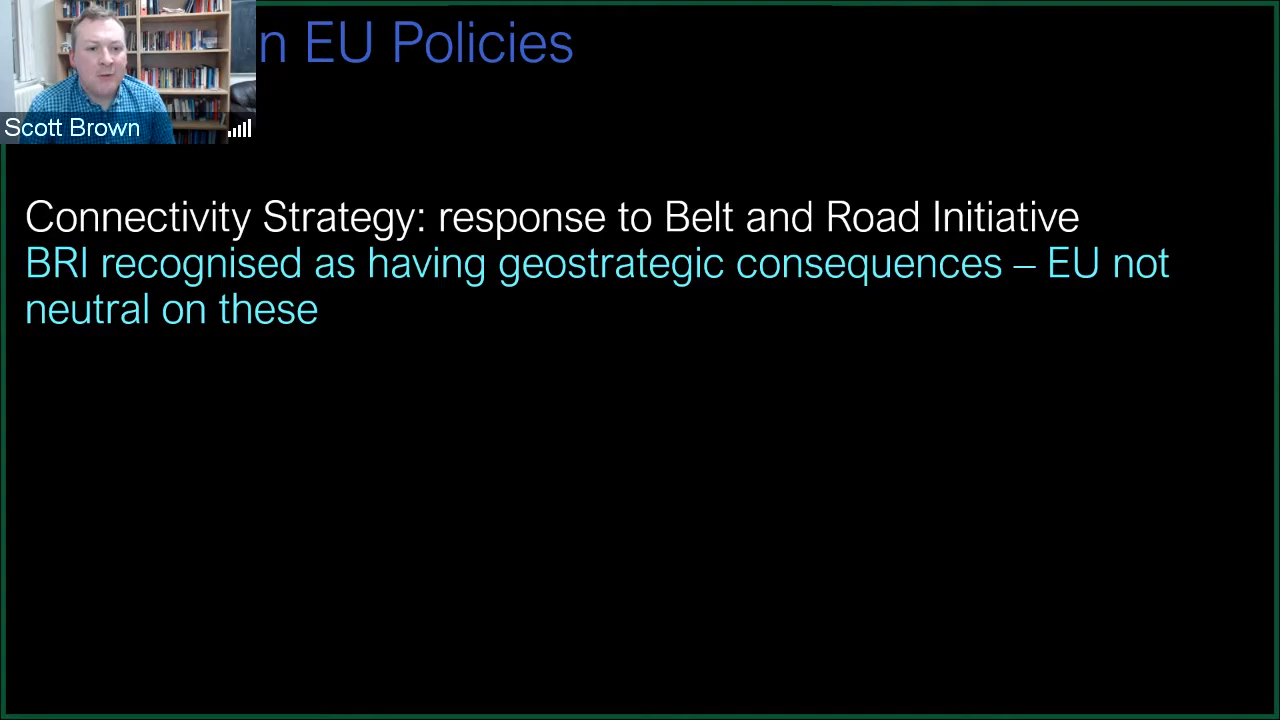 n EU Policies
Scott Brown
Connectivity Strategy: response to Belt and Road Initiative
BRI recognised as having geostrategic consequences – EU not
neutral on these